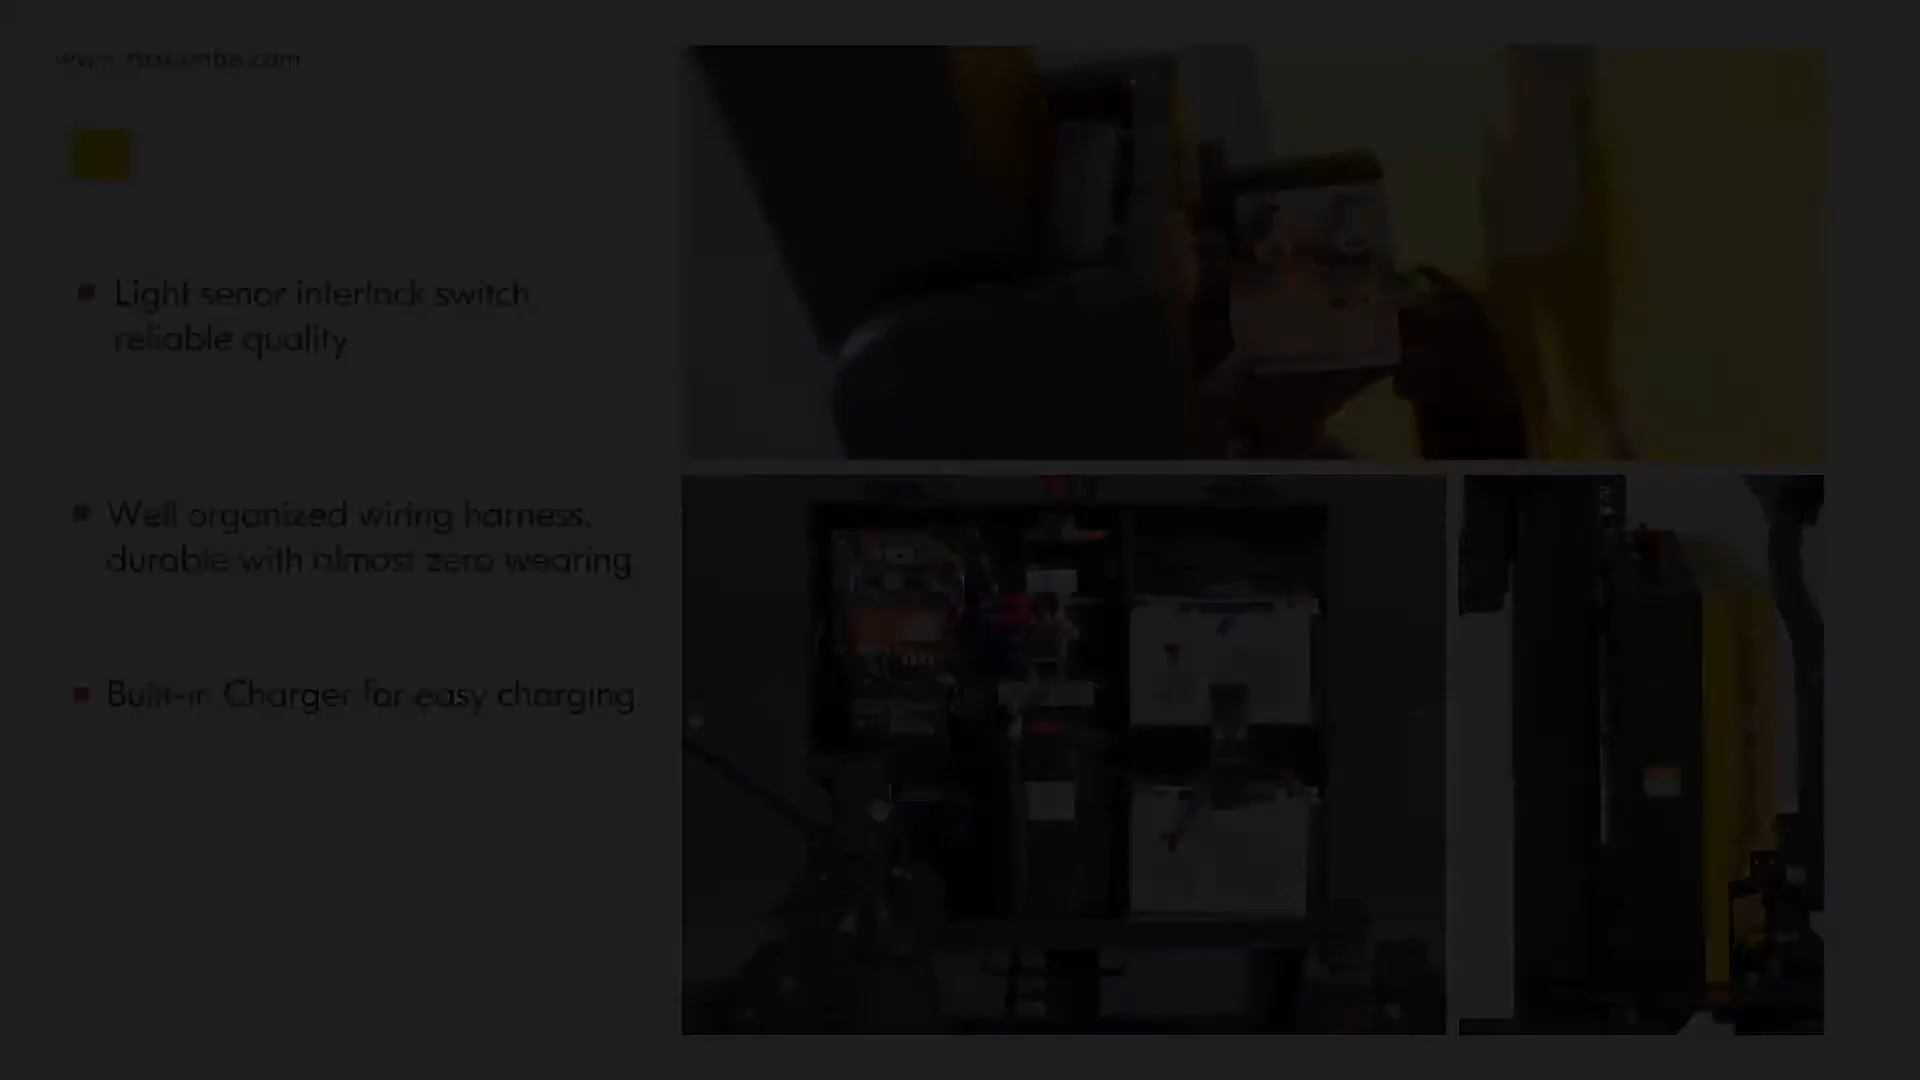 Light senor interlock switch
reliable quality
Well organized wiring harness,
durable with almost zero wearing
Built-in Charger for easy charging